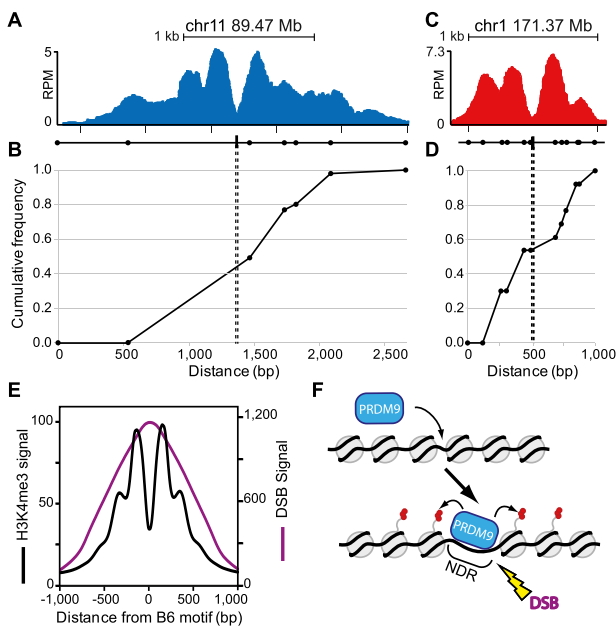 A
chr11 89.47 Mb
1 kb
5
RPM
0
C
chr1 171.37 Mb
1 kb
7.3
RPM
0
B
1.0
0.8
0.6
0.4
0.2
0.0
Cumulative frequency
0
500
1,000
1,500
2,000
2,500
Distance (bp)
D
1.0
0.8
0.6
0.4
0.2
0.0
0
500
1,000
Distance (bp)
E
100
50
0
H3K4me3 signal
1,200
600
0
DSB Signal
-1,000
-500
0
500
1,000
Distance from B6 motif (bp)
F
PRDM9
PRDM9
NDR
DSB